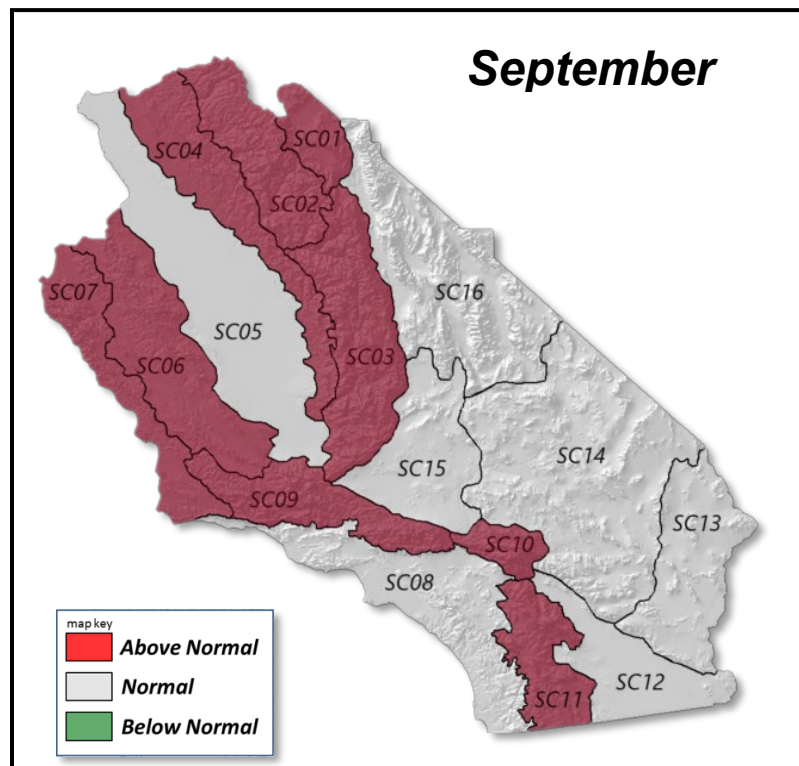 September
SC01
SC04
SC02
SC07
SC16
SC05
SC06
SC03
SC14
SC15
SC09
SC13
SC10
SC08
SC11
SC12
map key
Above Normal
Normal
Below Normal